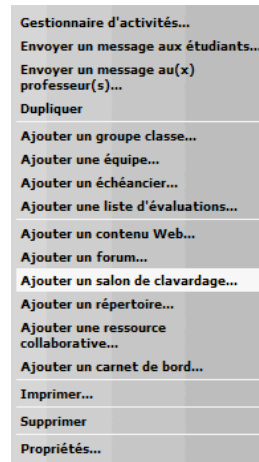 Gestionnaire d'activités...
Envoyer un message aux étudiants...
Envoyer un message au(x)
professeur(s)...
Dupliquer
Ajouter un groupe classe...
Ajouter une équipe...
Ajouter un échéancier...
Ajouter une liste d'évaluations...
Ajouter un contenu Web...
Ajouter un forum...
Ajouter un salon de clavardage...
Ajouter un répertoire...
Ajouter une ressource
collaborative...
Ajouter un carnet de bord...
Imprimer...
Supprimer
Propriétés...